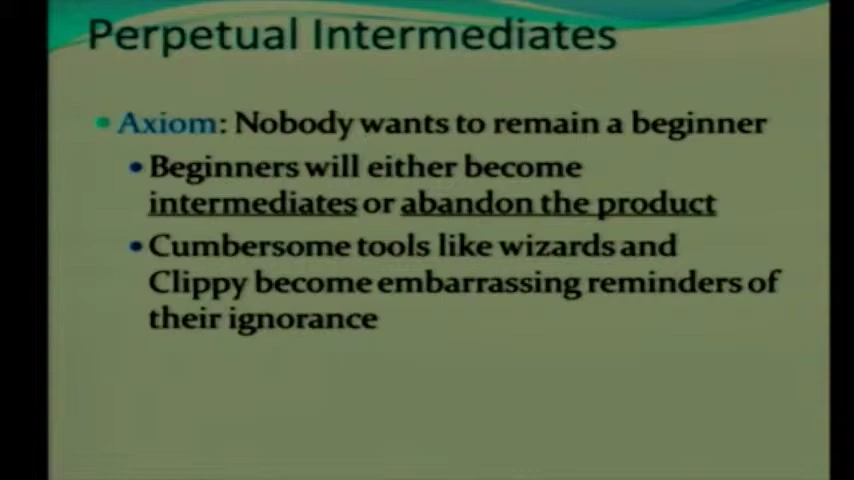 Perpetual Intermediates
• Axiom: Nobody wants to remain a beginner
• Beginners will either become
intermediates or abandon the product
• Cumbersome tools like wizards and
Clippy become embarrassing reminders of
their ignorance